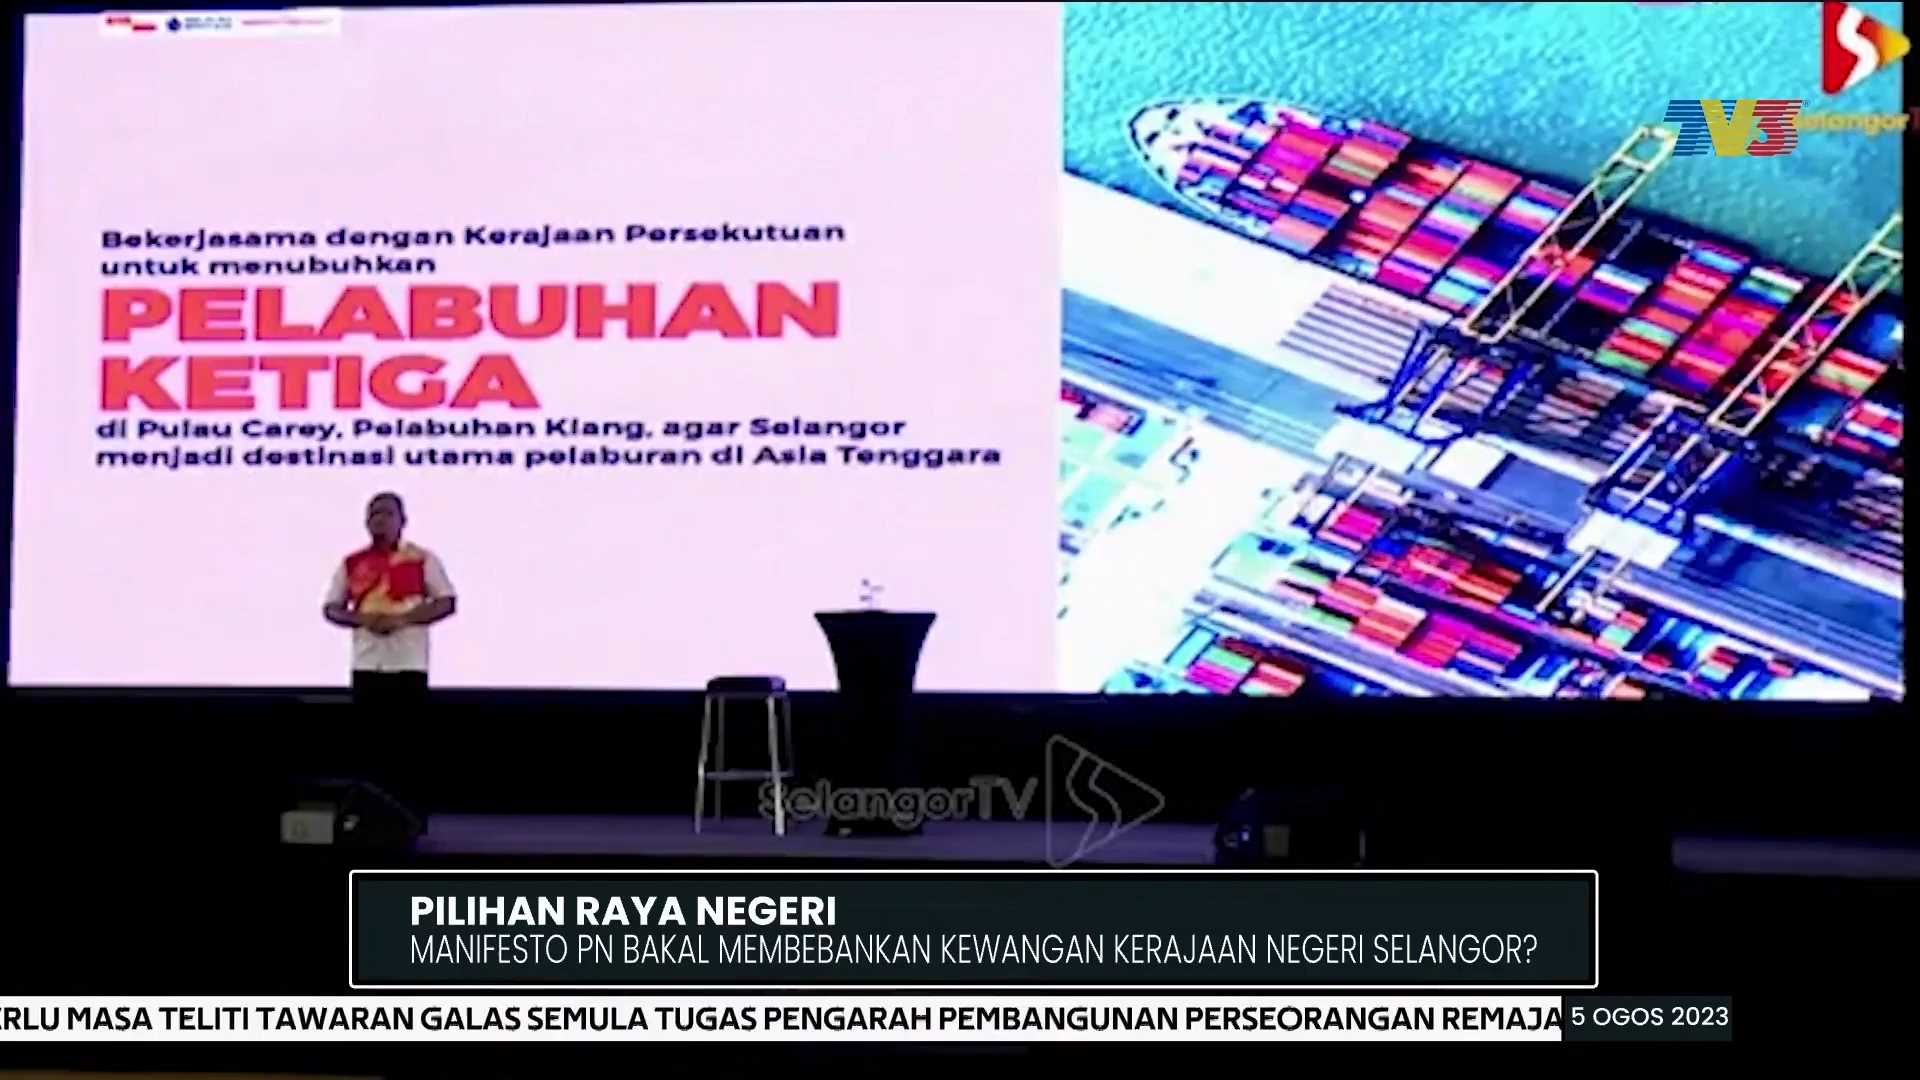 TV3
Selangor
Bekerjasama dengan Kerajaan Persekutuan
untuk menubuhkan
PELABUHAN
KETIGA
di Pulau Carey, Pelabuhan Klang, agar Selangor
menjadi destinasi utama pelaburan di Asia Tenggara
SelangorTV
PILIHAN RAYA NEGERI
MANIFESTO PN BAKAL MEMBEBANKAN KEWANGAN KERAJAAN NEGERI SELANGOR?
ERLU MASA TELITI TAWARAN GALAS SEMULA TUGAS PENGARAH PEMBANGUNAN PERSEORANGAN REMAJA
5 OGOS 2023